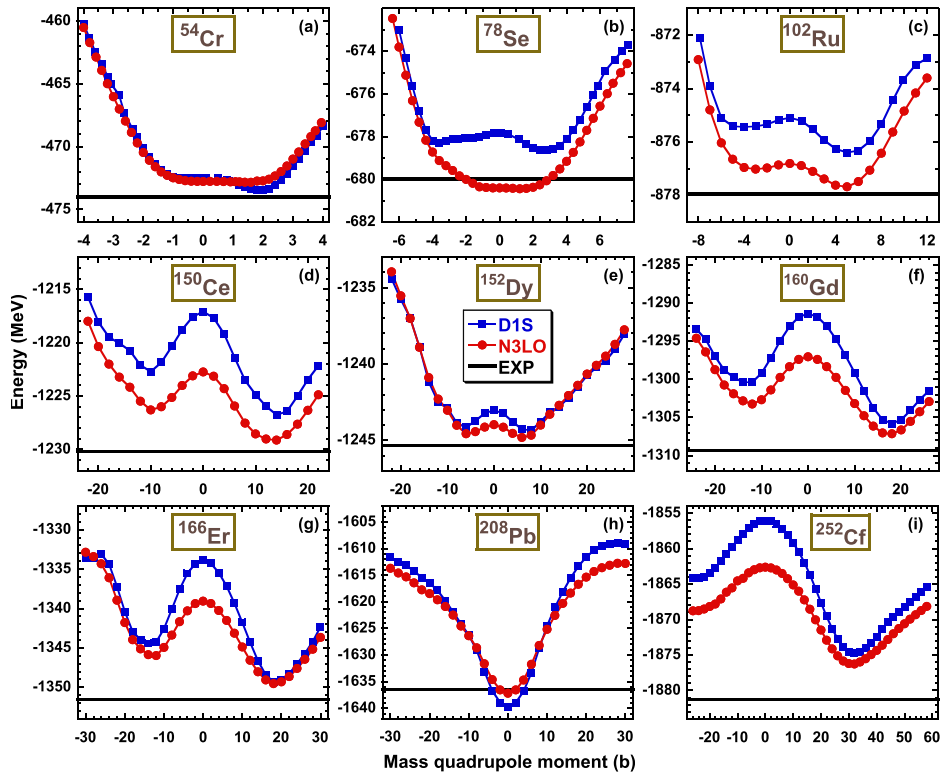 (a) ⁵⁴Cr
-460
-465
-470
-475
-4 -3 -2 -1 0 1 2 3 4
(b) ⁷⁸Se
-674
-676
-678
-680
-682
-6 -4 -2 0 2 4 6
(c) ¹⁰²Ru
-872
-874
-876
-878
-8 -4 0 4 8 12
Energy (MeV)
(d) ¹⁵⁰Ce
-1215
-1220
-1225
-1230
-20 -10 0 10 20
(e) ¹⁵²Dy
-1235
-1240
-1245
D1S
N3LO
EXP
-20 -10 0 10 20
(f) ¹⁶⁰Gd
-1285
-1290
-1295
-1300
-1305
-1310
-20 -10 0 10 20
(g) ¹⁶⁶Er
-1330
-1335
-1340
-1345
-1350
-30 -20 -10 0 10 20 30
(h) ²⁰⁸Pb
-1605
-1610
-1615
-1620
-1625
-1630
-1635
-1640
-30 -20 -10 0 10 20 30
(i) ²⁵²Cf
-1855
-1860
-1865
-1870
-1875
-1880
-20 -10 0 10 20 30 40 50 60
Mass quadrupole moment (b)